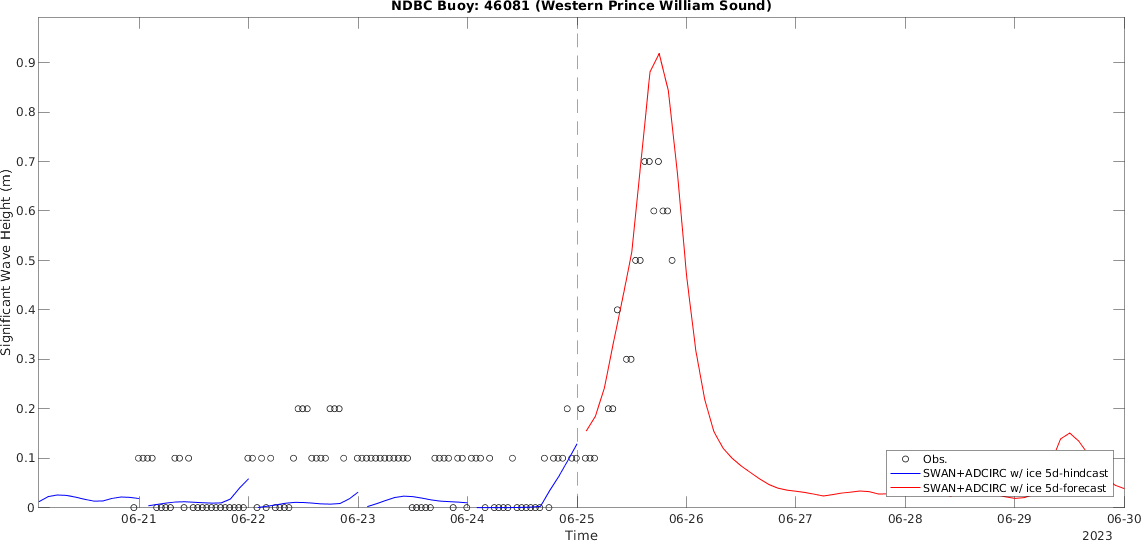 NDBC Buoy: 46081 (Western Prince William Sound)
Significant Wave Height (m)
0.9
0.8
0.7
0.6
0.5
0.4
0.3
0.2
0.1
0
Obs.
SWAN+ADCIRC w/ ice 5d-hindcast
SWAN+ADCIRC w/ ice 5d-forecast
06-21 06-22 06-23 06-24 06-25 06-26 06-27 06-28 06-29 06-30
Time
2023